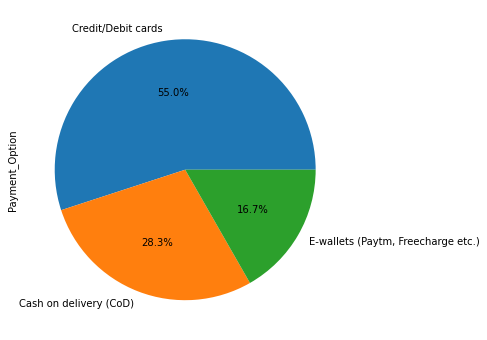 Credit/Debit cards
55.0%
Payment_Option
16.7%
28.3%
E-wallets (Paytm, Freecharge etc.)
Cash on delivery (CoD)